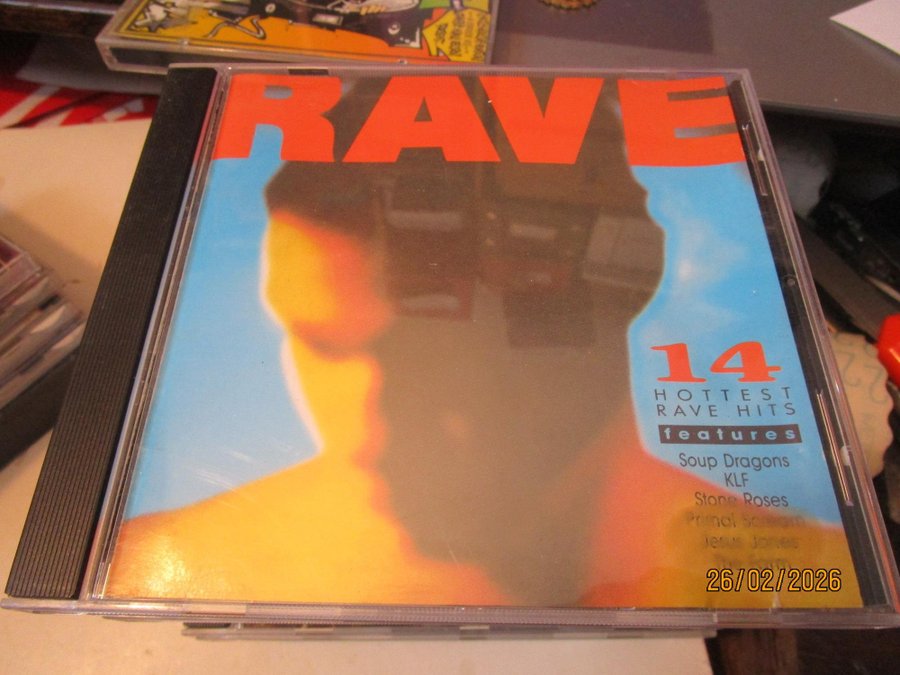 RAVE
14
HOTTEST
RAVE HITS
features
Soup Dragons
KLF
Stone Roses
Primal Scream
Jesus Jones
26/02/2026